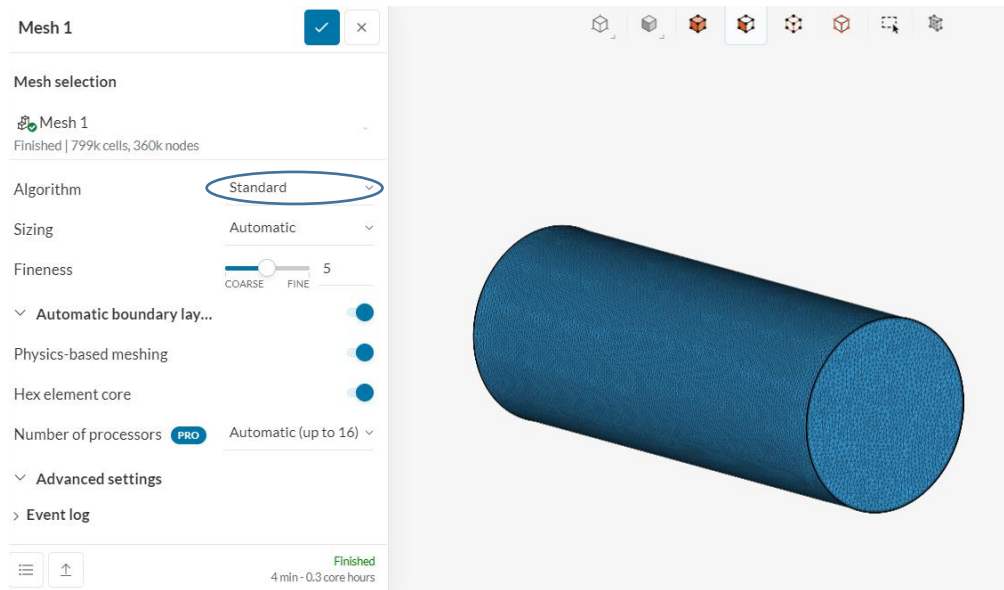 Mesh 1
Mesh selection
Mesh 1
Finished | 799k cells, 360k nodes
Algorithm Standard
Sizing Automatic
Fineness 5
COARSE FINE
Automatic boundary lay...
Physics-based meshing
Hex element core
Number of processors PRO Automatic (up to 16)
Advanced settings
Event log
Finished
4 min - 0.3 core hours